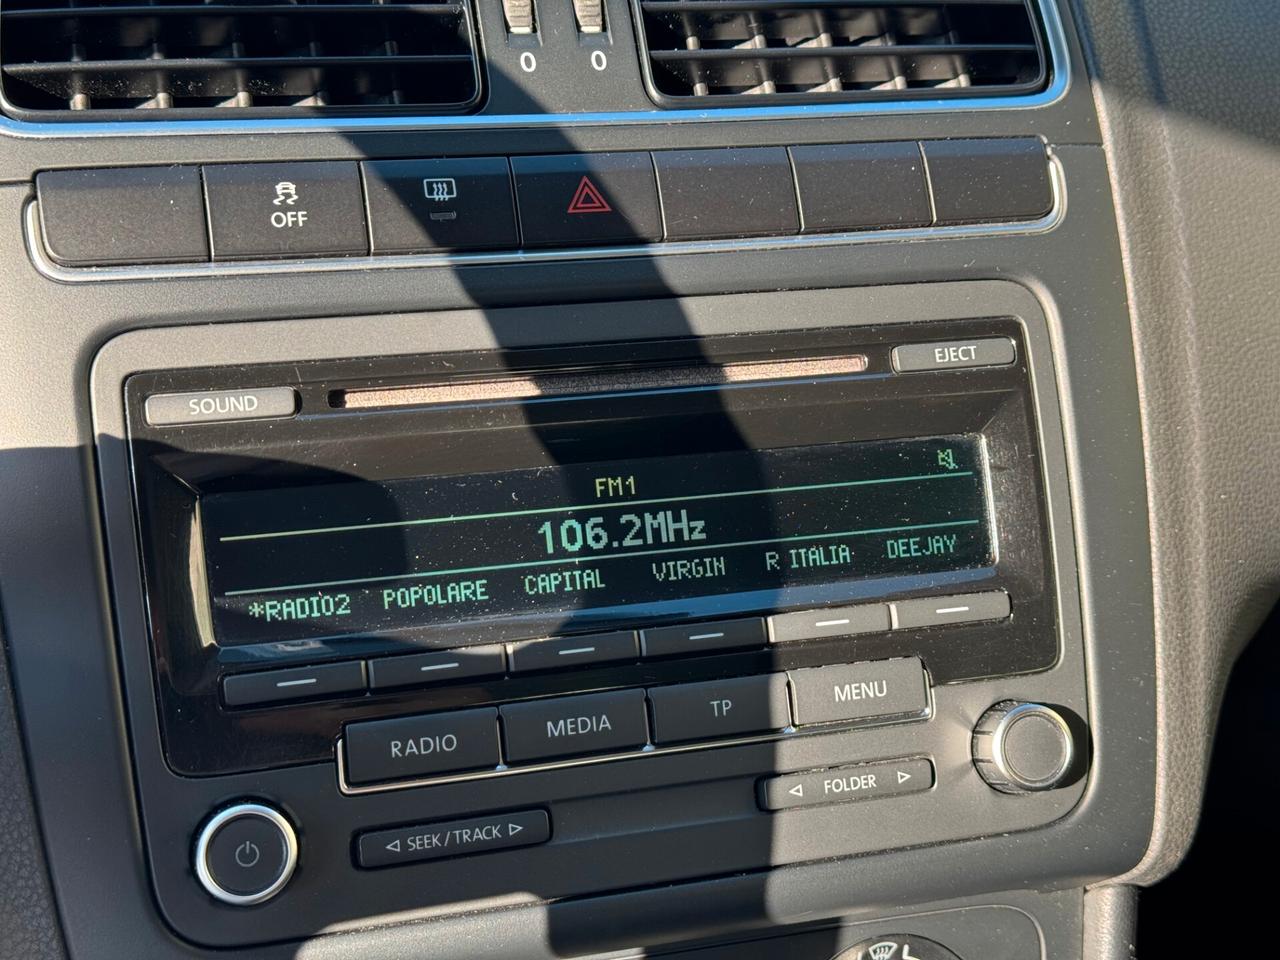 0 0
OFF
EJECT
SOUND
FM1
106.2MHz
*RADIO2 POPOLARE CAPITAL VIRGIN R ITALIA DEEJAY
RADIO MEDIA TP MENU
SEEK / TRACK FOLDER